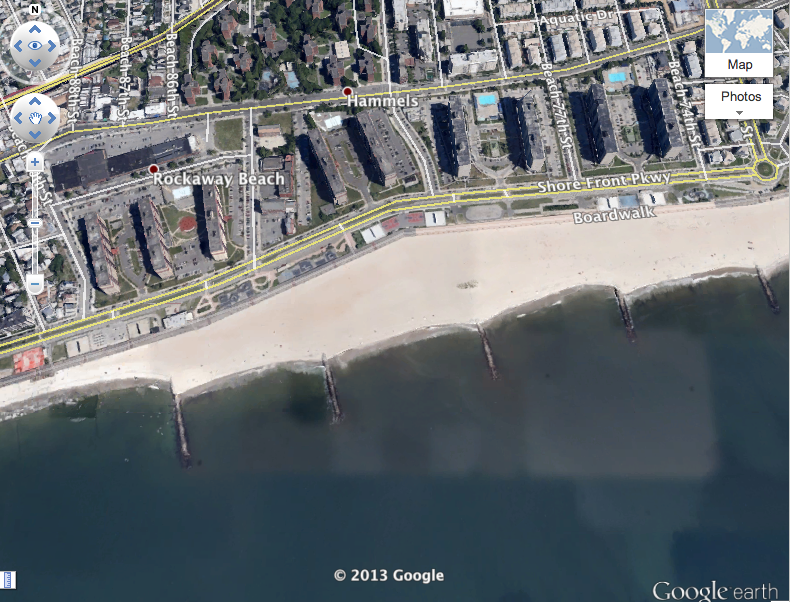 N
Aquatic Dr
Map
Photos
Beach 88th St
Beach 87th St
Beach 86th St
Hammels
Beach 77th St
Beach 74th St
Rockaway Beach
Shore Front Pkwy
Boardwalk
© 2013 Google
Google earth